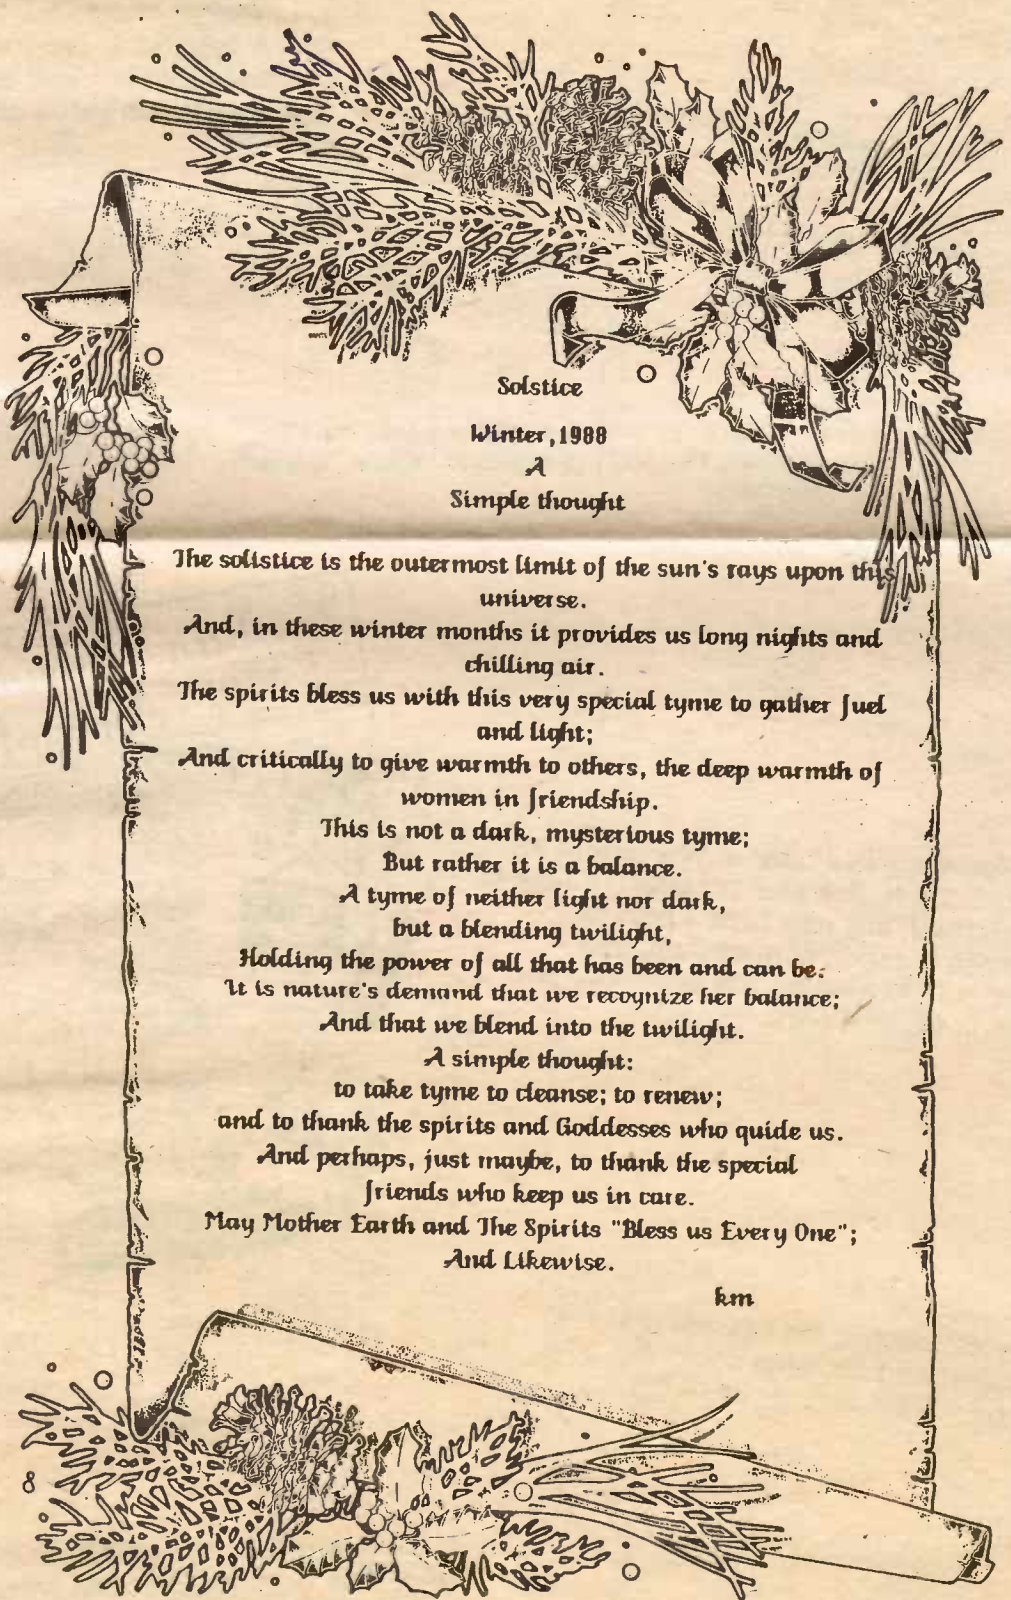 Solstice
Winter, 1988
A
Simple thought
The solistice is the outermost limit of the sun's rays upon this
universe.
And, in these winter months it provides us long nights and
chilling air.
The spirits bless us with this very special tyme to gather fuel
and light;
And critically to give warmth to others, the deep warmth of
women in friendship.
This is not a dark, mysterious tyme;
But rather it is a balance.
A tyme of neither light nor dark,
but a blending twilight,
Holding the power of all that has been and can be.
It is nature's demand that we recognize her balance;
And that we blend into the twilight.
A simple thought:
to take tyme to cleanse; to renew;
and to thank the spirits and Goddesses who quide us.
And perhaps, just maybe, to thank the special
friends who keep us in care.
May Mother Earth and The Spirits "Bless us Every One";
And Likewise.
km
8